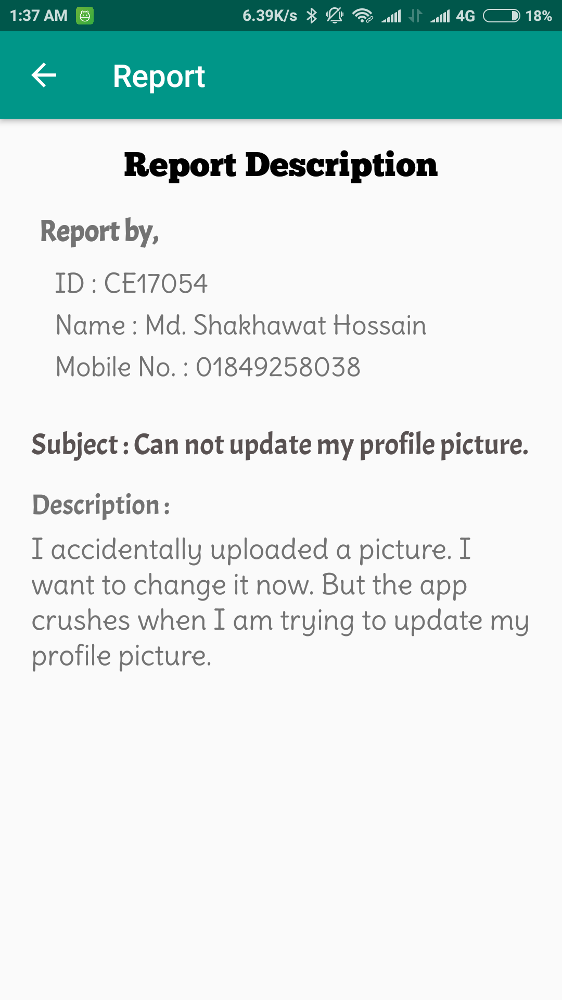 1:37 AM 6.39K/s 4G 18%
Report
Report Description
Report by,
ID : CE17054
Name : Md. Shakhawat Hossain
Mobile No. : 01849258038
Subject : Can not update my profile picture.
Description :
I accidentally uploaded a picture. I
want to change it now. But the app
crushes when I am trying to update my
profile picture.